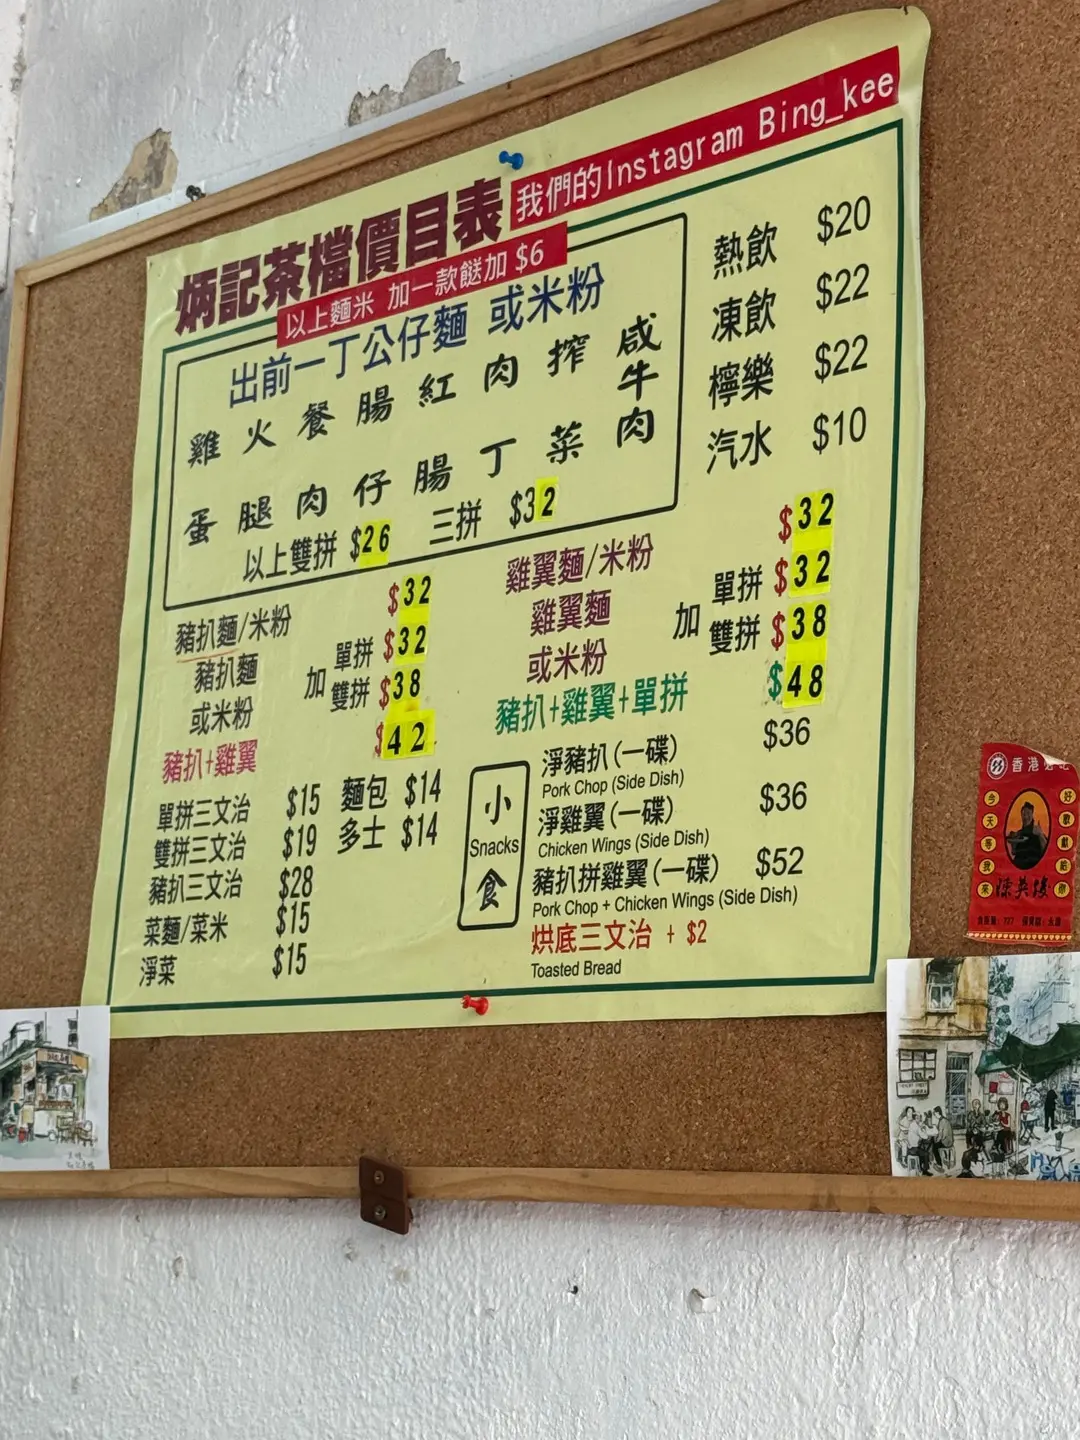 我們的Instagram Bing_kee
炳記茶檔價目表
以上麵米 加一款餸加 $6
出前一丁公仔麵 或米粉
雞蛋 火腿 餐肉 腸仔 紅腸 肉丁 搾菜 咸牛肉
以上雙拼 $26 三拼 $32
熱飲 $20
凍飲 $22
檸樂 $22
汽水 $10
豬扒麵/米粉 $32
豬扒麵 或米粉 加 單拼 $32
雙拼 $38
豬扒+雞翼 $42
雞翼麵/米粉 $32
雞翼麵 或米粉 加 單拼 $32
雙拼 $38
豬扒+雞翼+單拼 $48
單拼三文治 $15
雙拼三文治 $19
豬扒三文治 $28
菜麵/菜米 $15
淨菜 $15
麵包 $14
多士 $14
小食 Snacks
淨豬扒 (一碟) $36
Pork Chop (Side Dish)
淨雞翼 (一碟) $36
Chicken Wings (Side Dish)
豬扒拼雞翼 (一碟) $52
Pork Chop + Chicken Wings (Side Dish)
烘底三文治 + $2
Toasted Bread
香港
今天等我來